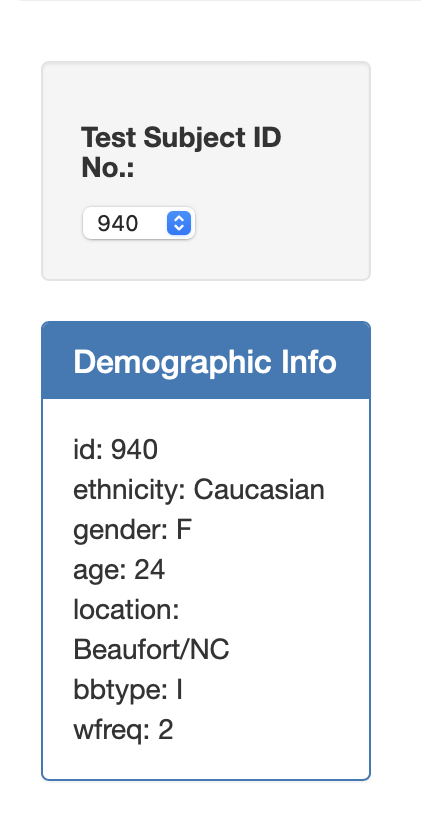 Test Subject ID
No.:
940
Demographic Info
id: 940
ethnicity: Caucasian
gender: F
age: 24
location:
Beaufort/NC
bbtype: I
wfreq: 2